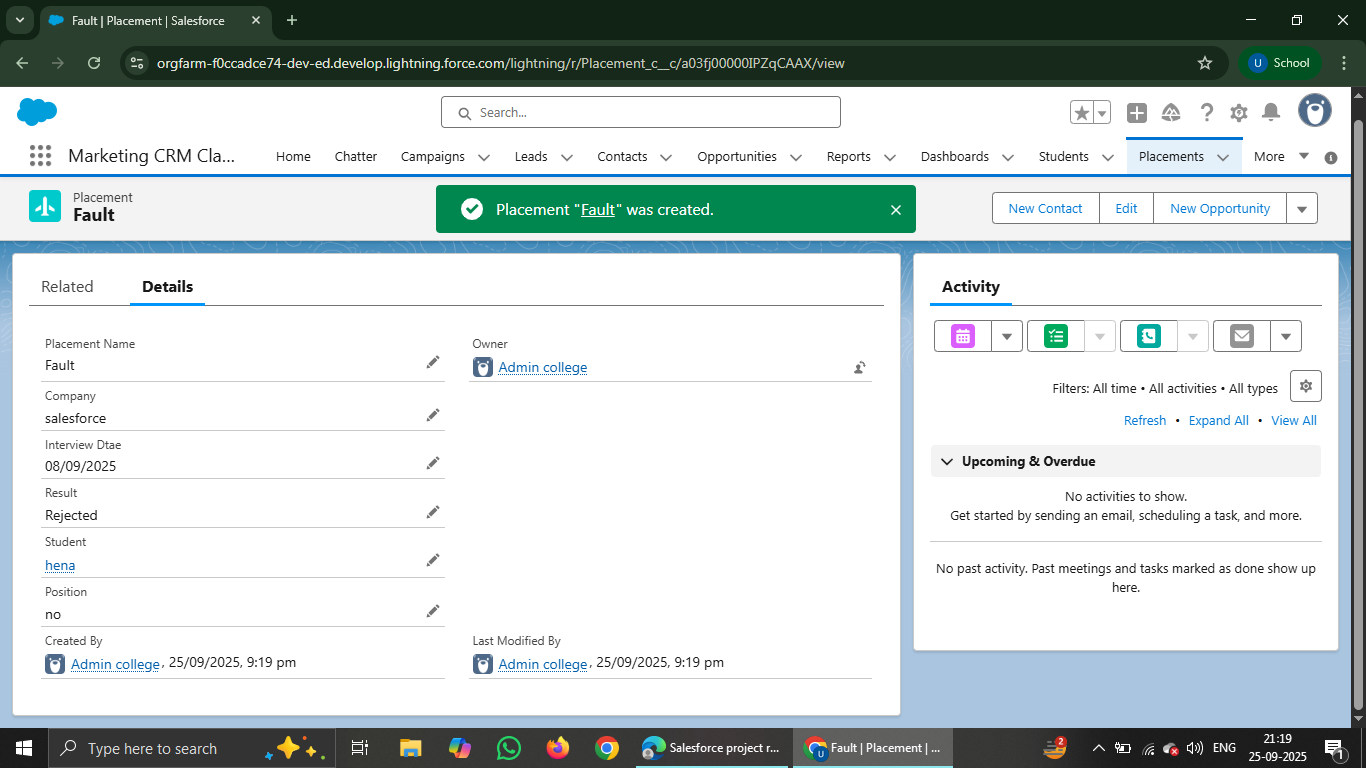 Fault | Placement | Salesforce
orgfarm-f0ccadce74-dev-ed.develop.lightning.force.com/lightning/r/Placement_c__c/a03fj00000IPZqCAAX/view
U School
Search...
Marketing CRM Cla... Home Chatter Campaigns Leads Contacts Opportunities Reports Dashboards Students Placements More
Placement
Fault
Placement "Fault" was created.
New Contact Edit New Opportunity
Related Details
Placement Name
Fault
Owner
Admin college
Company
salesforce
Interview Dtae
08/09/2025
Result
Rejected
Student
hena
Position
no
Created By
Admin college, 25/09/2025, 9:19 pm
Last Modified By
Admin college, 25/09/2025, 9:19 pm
Activity
Filters: All time • All activities • All types
Refresh • Expand All • View All
Upcoming & Overdue
No activities to show.
Get started by sending an email, scheduling a task, and more.
No past activity. Past meetings and tasks marked as done show up
here.
Type here to search
Salesforce project r...
U
Fault | Placement | ...
2
ENG
21:19
25-09-2025
1